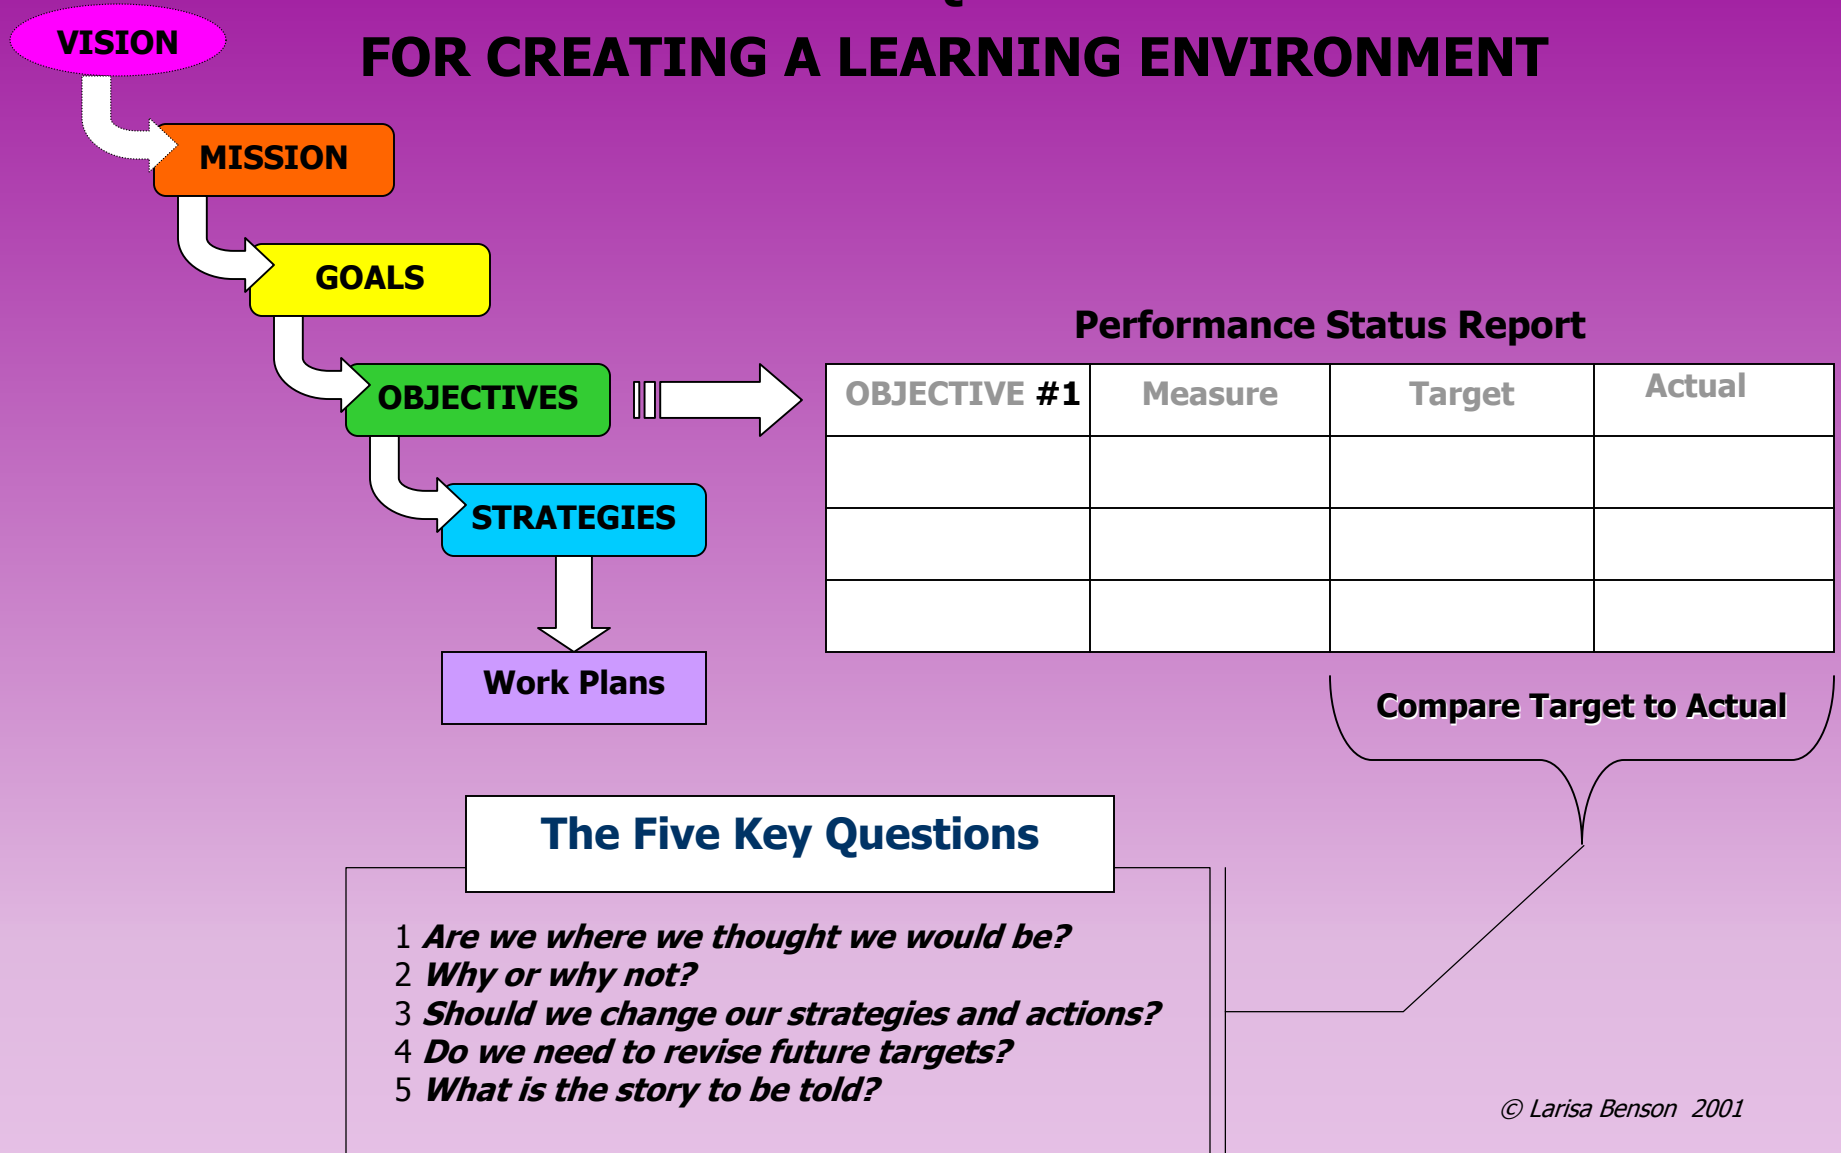 FOR CREATING A LEARNING ENVIRONMENT
VISION
MISSION
GOALS
OBJECTIVES
STRATEGIES
Work Plans
Performance Status Report
OBJECTIVE #1 Measure Target Actual
Compare Target to Actual
The Five Key Questions
1 Are we where we thought we would be?
2 Why or why not?
3 Should we change our strategies and actions?
4 Do we need to revise future targets?
5 What is the story to be told?
© Larisa Benson 2001